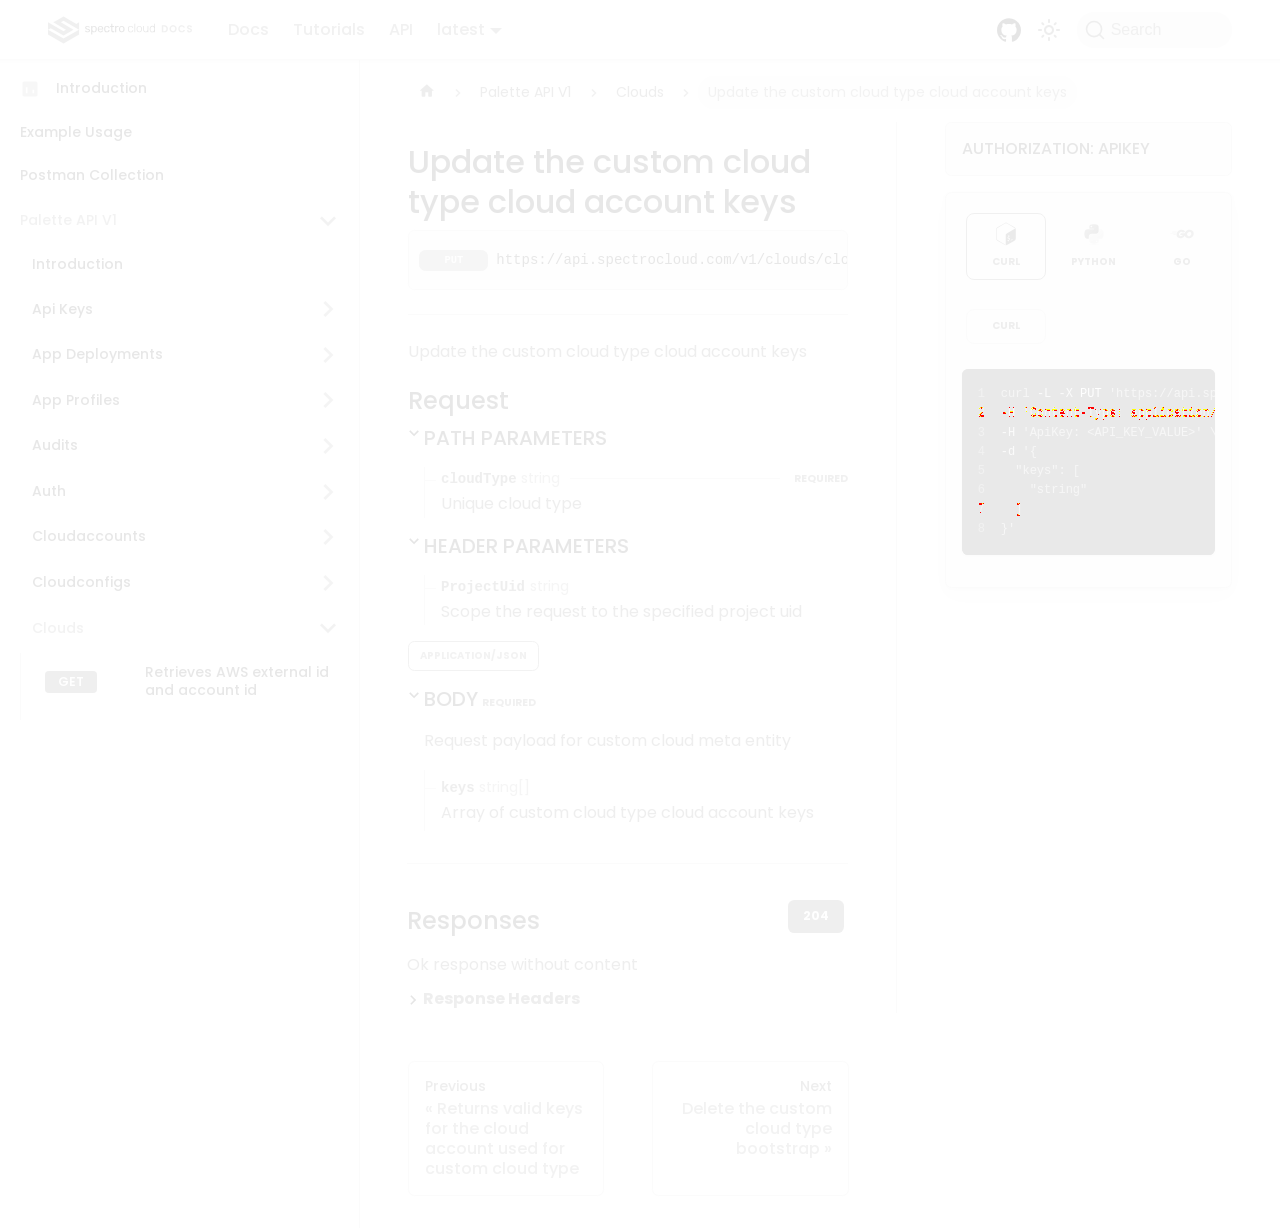 spectro cloud DOCS
Docs Tutorials API latest
Search
Introduction
Example Usage
Postman Collection
Palette API V1
Introduction
Api Keys
App Deployments
App Profiles
Audits
Auth
Cloudaccounts
Cloudconfigs
Clouds
GET Retrieves AWS external id
and account id
Palette API V1 Clouds Update the custom cloud type cloud account keys
Update the custom cloud
type cloud account keys
PUT https://api.spectrocloud.com/v1/clouds/clo
Update the custom cloud type cloud account keys
Request
PATH PARAMETERS
cloudType string REQUIRED
Unique cloud type
HEADER PARAMETERS
ProjectUid string
Scope the request to the specified project uid
APPLICATION/JSON
BODY REQUIRED
Request payload for custom cloud meta entity
keys string[]
Array of custom cloud type cloud account keys
Responses
204
Ok response without content
Response Headers
Previous
« Returns valid keys
for the cloud
account used for
custom cloud type
Next
Delete the custom
cloud type
bootstrap »
AUTHORIZATION: APIKEY
CURL PYTHON GO
GO
CURL
1 curl -L -X PUT 'https://api.sp
2 -H 'Content-Type: application/
3 -H 'ApiKey: <API_KEY_VALUE>' \
4 -d '{
5 "keys": [
6 "string"
]
8 }'